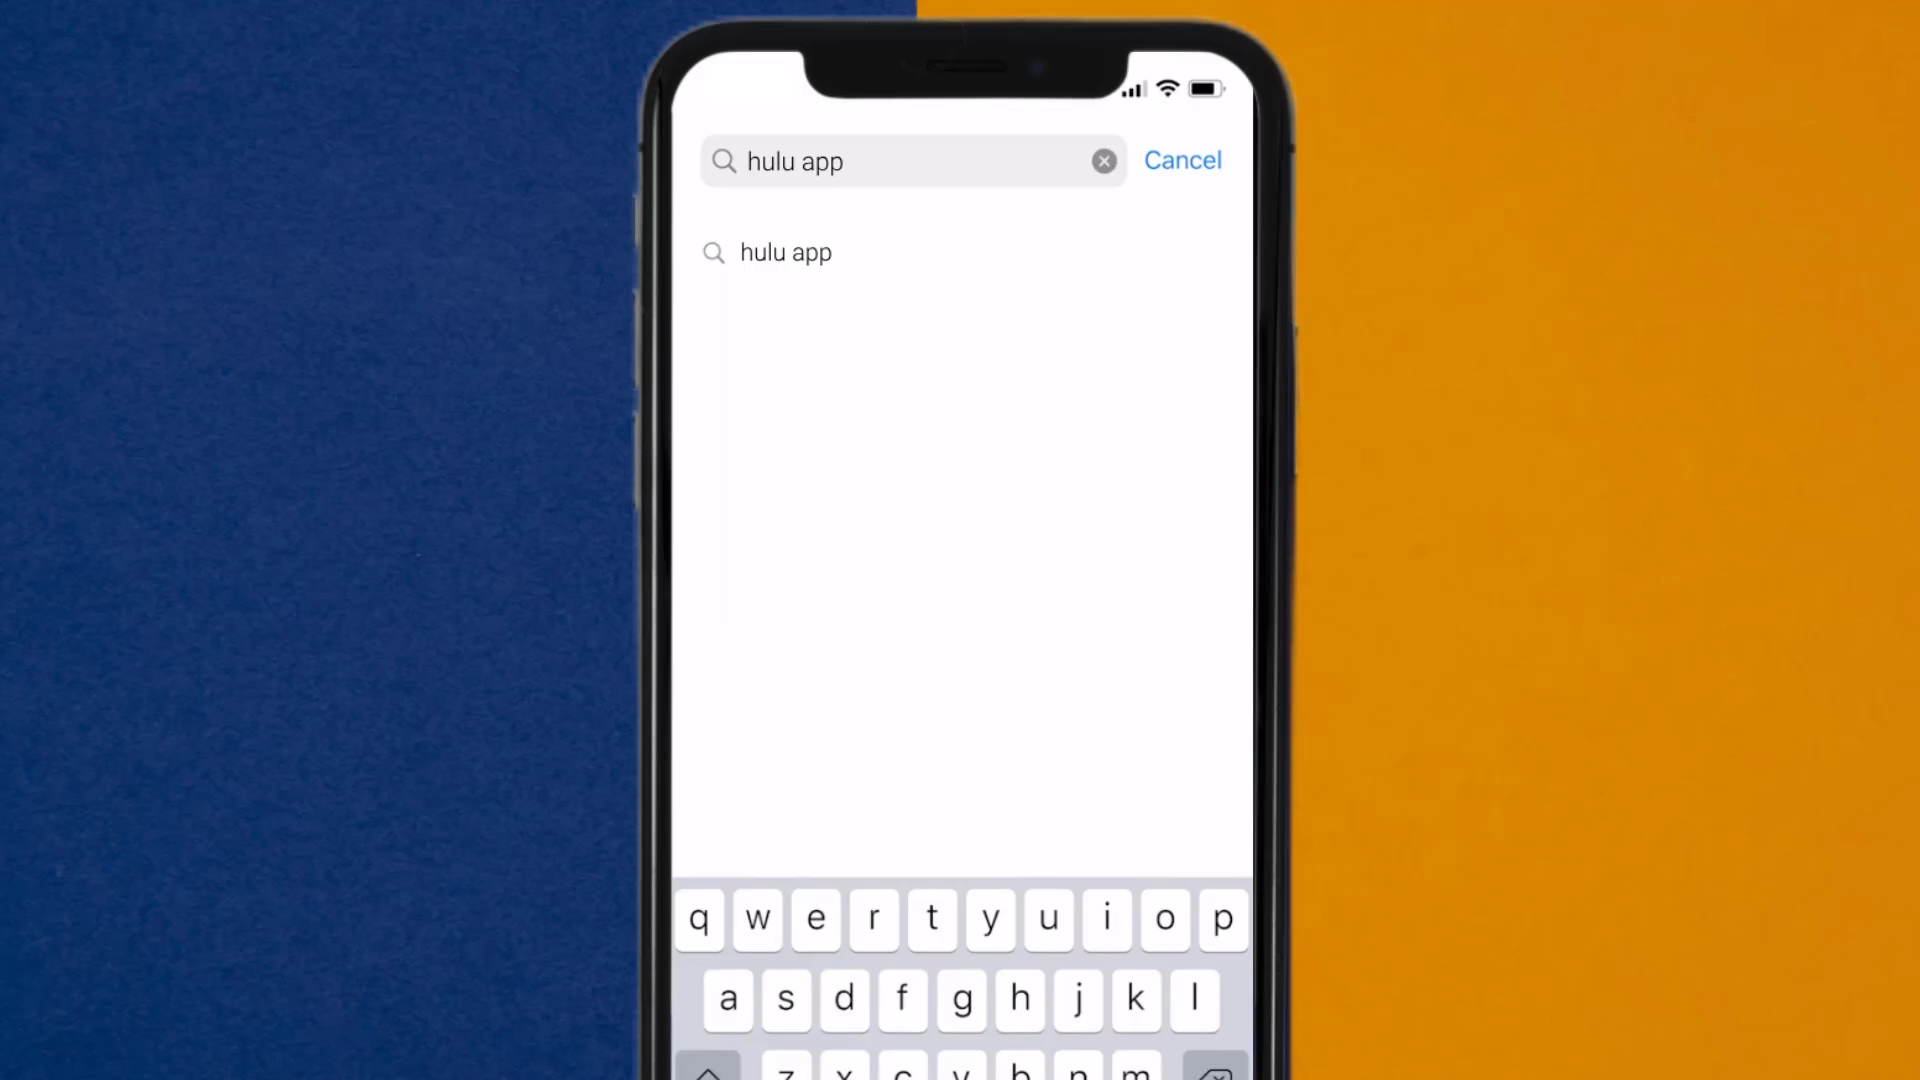 hulu app
Cancel
hulu app
q w e r t y u i o p
a s d f g h j k l
z x c v b n m